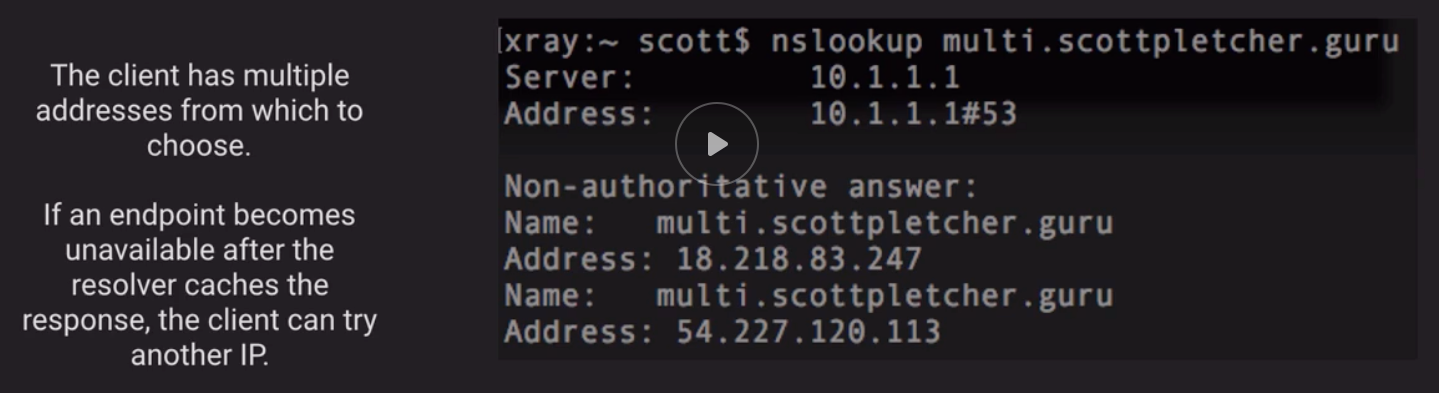 The client has multiple
addresses from which to
choose.
If an endpoint becomes
unavailable after the
resolver caches the
response, the client can try
another IP.
[xray:~ scott$ nslookup multi.scottpletcher.guru
Server: 10.1.1.1
Address: 10.1.1.1#53
Non-authoritative answer:
Name: multi.scottpletcher.guru
Address: 18.218.83.247
Name: multi.scottpletcher.guru
Address: 54.227.120.113